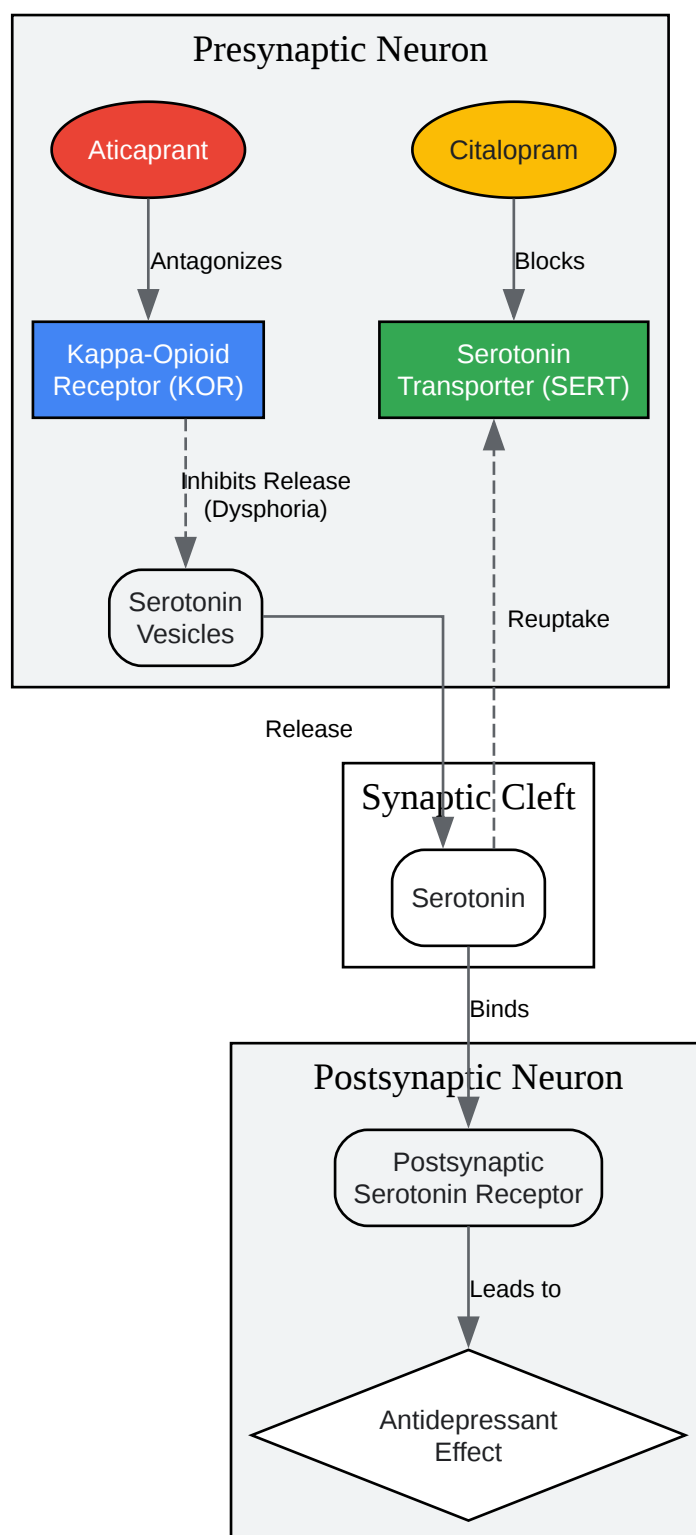 Presynaptic Neuron
Aticaprant
Citalopram
Antagonizes
Blocks
Kappa-Opioid
Receptor (KOR)
Serotonin
Transporter (SERT)
Inhibits Release
(Dysphoria)
Serotonin
Vesicles
Reuptake
Release
Synaptic Cleft
Serotonin
Binds
Postsynaptic Neuron
Postsynaptic
Serotonin Receptor
Leads to
Antidepressant
Effect